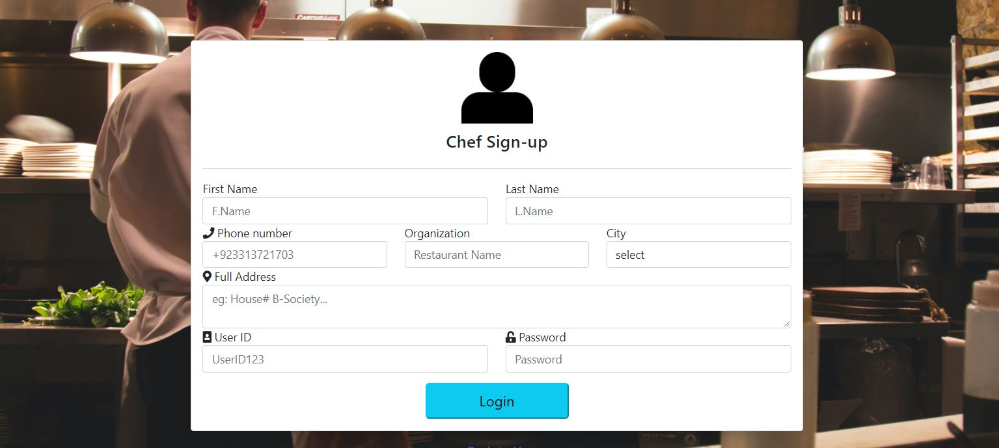 Chef Sign-up
First Name Last Name
F.Name L.Name
Phone number Organization City
+923313721703 Restaurant Name select
Full Address
eg: House# B-Society...
User ID Password
UserID123 Password
Login